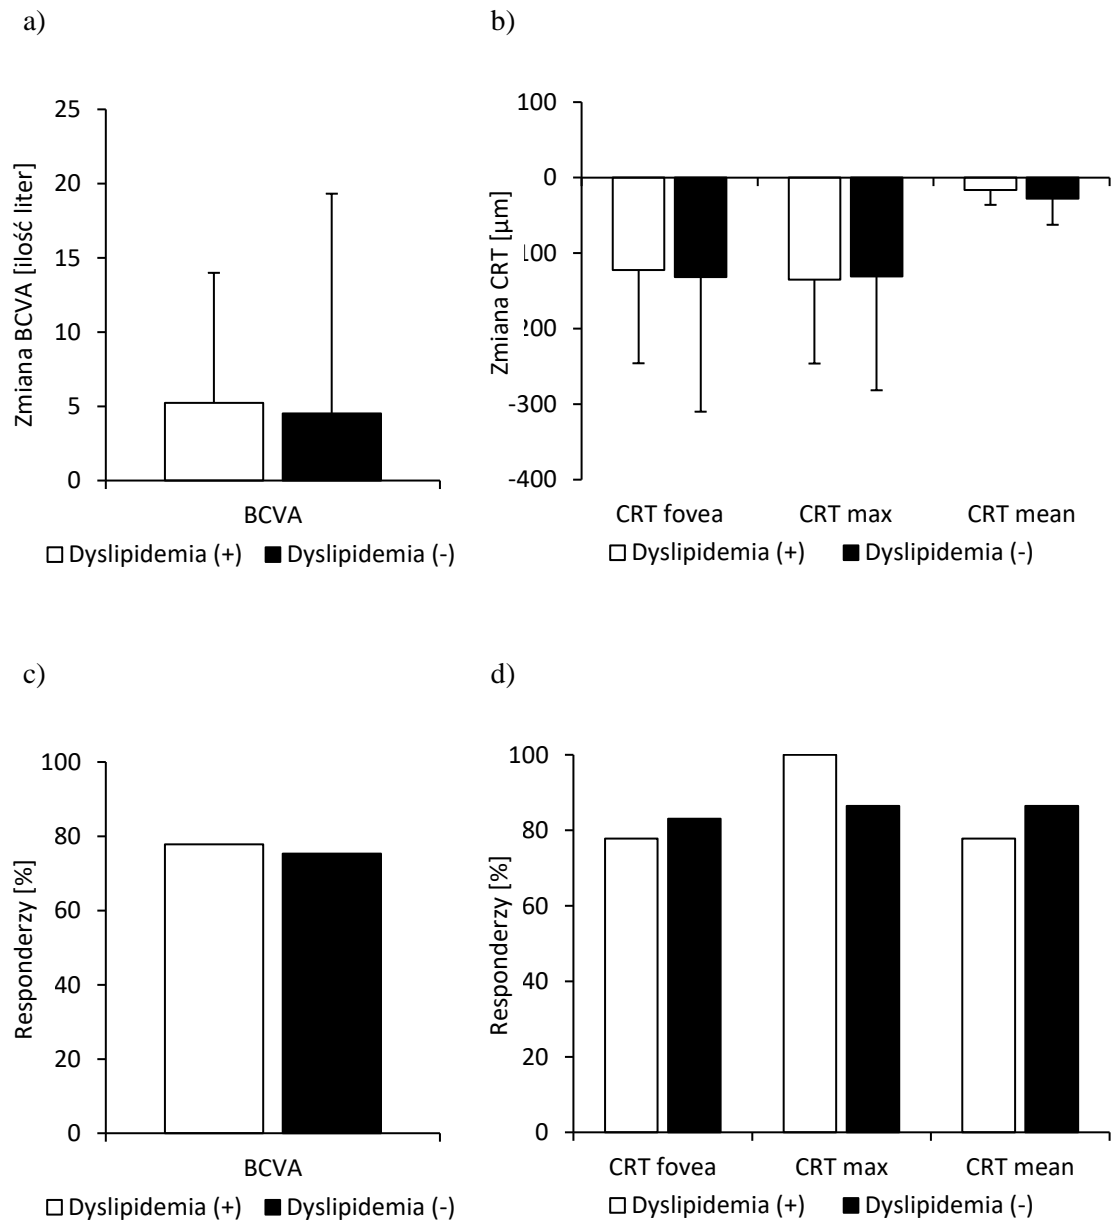 a)
Zmiana BCVA [ilość liter]
25
20
15
10
5
0
BCVA
Dyslipidemia (+) Dyslipidemia (-)
b)
Zmiana CRT [µm]
100
0
100
200
-300
-400
CRT fovea CRT max CRT mean
Dyslipidemia (+) Dyslipidemia (-)
c)
Responderzy [%]
100
80
60
40
20
0
BCVA
Dyslipidemia (+) Dyslipidemia (-)
d)
Responderzy [%]
100
80
60
40
20
0
CRT fovea CRT max CRT mean
Dyslipidemia (+) Dyslipidemia (-)